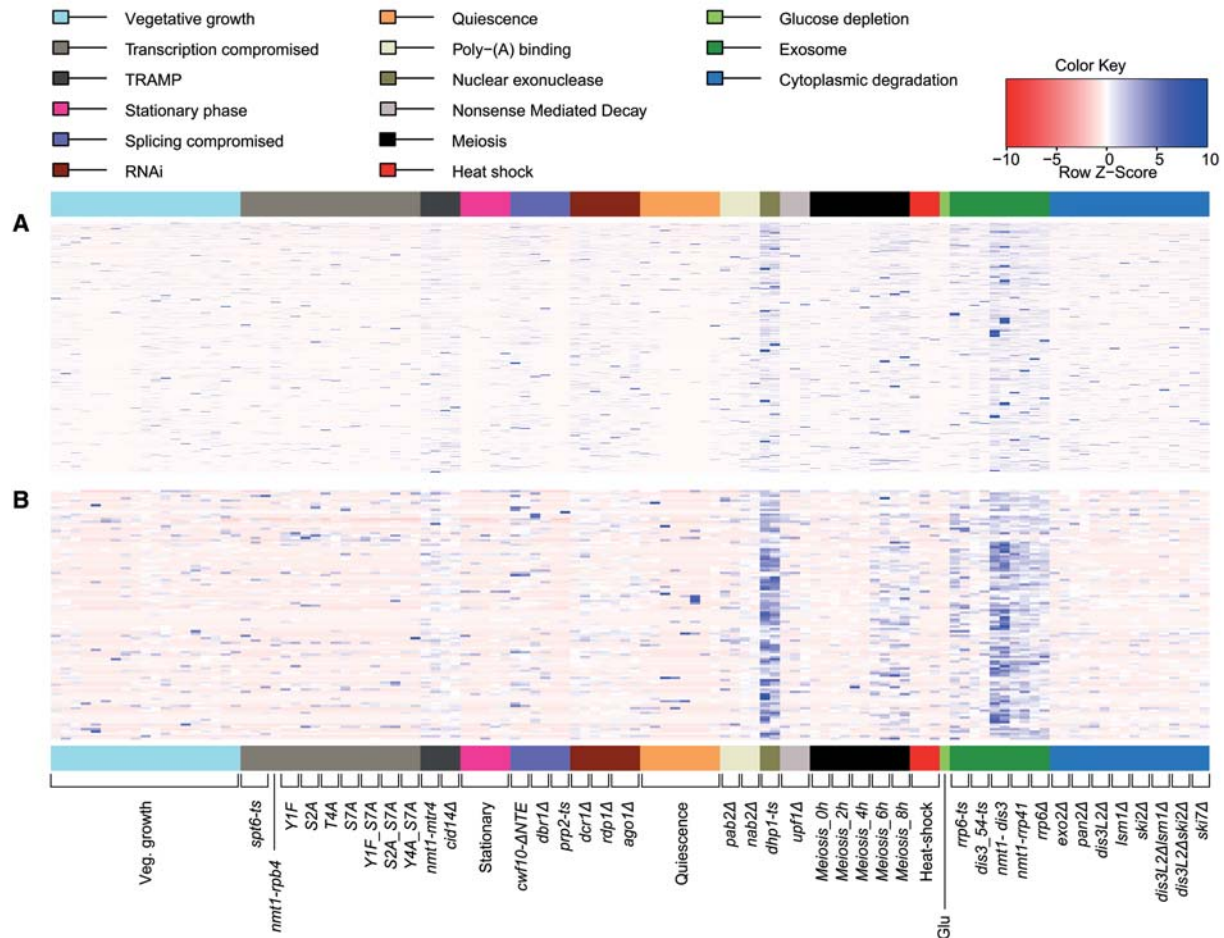 Vegetative growth
Transcription compromised
TRAMP
Stationary phase
Splicing compromised
RNAi
Quiescence
Poly−(A) binding
Nuclear exonuclease
Nonsense Mediated Decay
Meiosis
Heat shock
Glucose depletion
Exosome
Cytoplasmic degradation
Color Key
−10 −5 0 5 10
Row Z−Score
A
B
Veg. growth
spt6-ts
nmt1-rpb4
Y1F
S2A
T4A
S7A
Y1F_S7A
S2A_S7A
Y4A_S7A
nmt1-mtr4
cid14Δ
Stationary
cwf10-ΔNTE
dbr1Δ
prp2-ts
dcr1Δ
rdp1Δ
ago1Δ
Quiescence
pab2Δ
nab2Δ
dhp1-ts
upf1Δ
Meiosis_0h
Meiosis_2h
Meiosis_4h
Meiosis_6h
Meiosis_8h
Heat-shock
Glu
rrp6-ts
dis3_54-ts
nmt1- dis3
nmt1-rrp41
rrp6Δ
exo2Δ
pan2Δ
dis3L2Δ
lsm1Δ
ski2Δ
dis3L2Δlsm1Δ
dis3L2Δski2Δ
ski7Δ